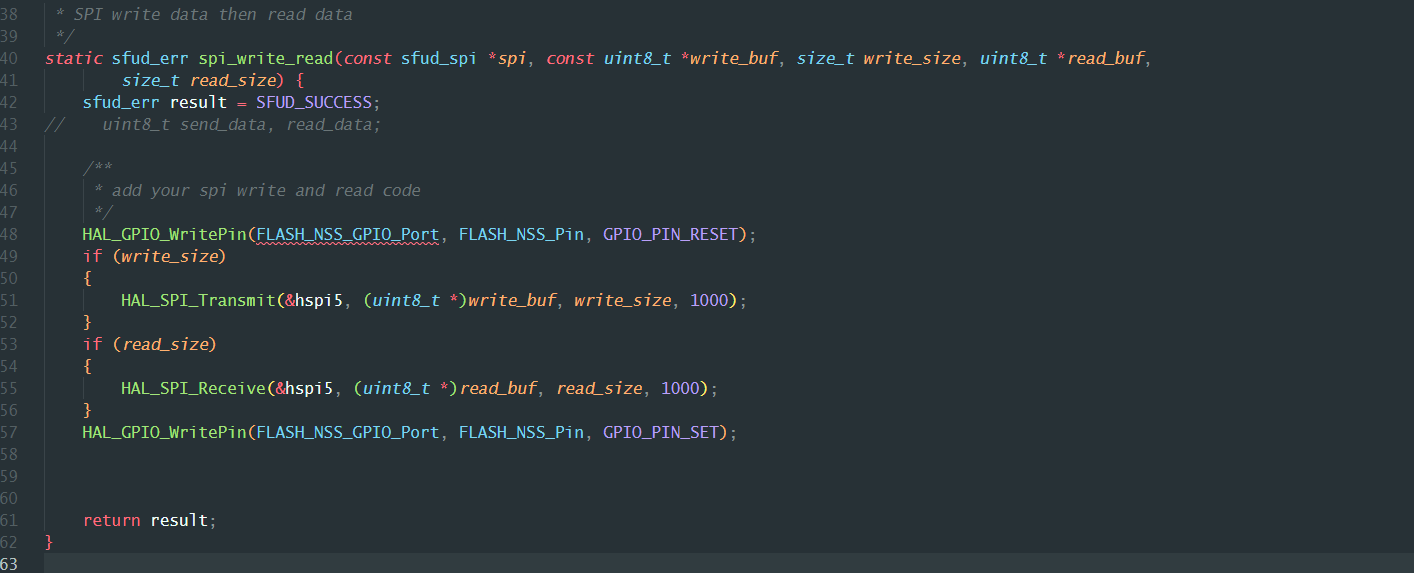 38 * SPI write data then read data
39 */
40 static sfud_err spi_write_read(const sfud_spi *spi, const uint8_t *write_buf, size_t write_size, uint8_t *read_buf,
41 size_t read_size) {
42 sfud_err result = SFUD_SUCCESS;
43 // uint8_t send_data, read_data;
44
45 /**
46 * add your spi write and read code
47 */
48 HAL_GPIO_WritePin(FLASH_NSS_GPIO_Port, FLASH_NSS_Pin, GPIO_PIN_RESET);
49 if (write_size)
50 {
51 HAL_SPI_Transmit(&hspi5, (uint8_t *)write_buf, write_size, 1000);
52 }
53 if (read_size)
54 {
55 HAL_SPI_Receive(&hspi5, (uint8_t *)read_buf, read_size, 1000);
56 }
57 HAL_GPIO_WritePin(FLASH_NSS_GPIO_Port, FLASH_NSS_Pin, GPIO_PIN_SET);
58
59
60
61 return result;
62 }
63